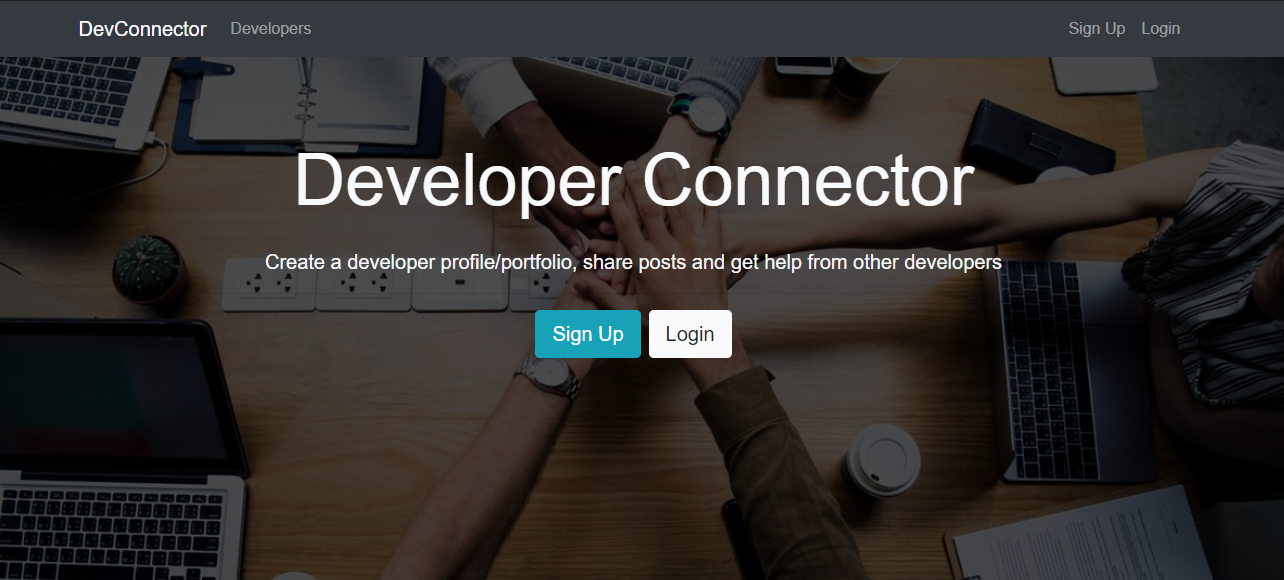 DevConnector Developers Sign Up Login
Developer Connector
Create a developer profile/portfolio, share posts and get help from other developers
Sign Up Login